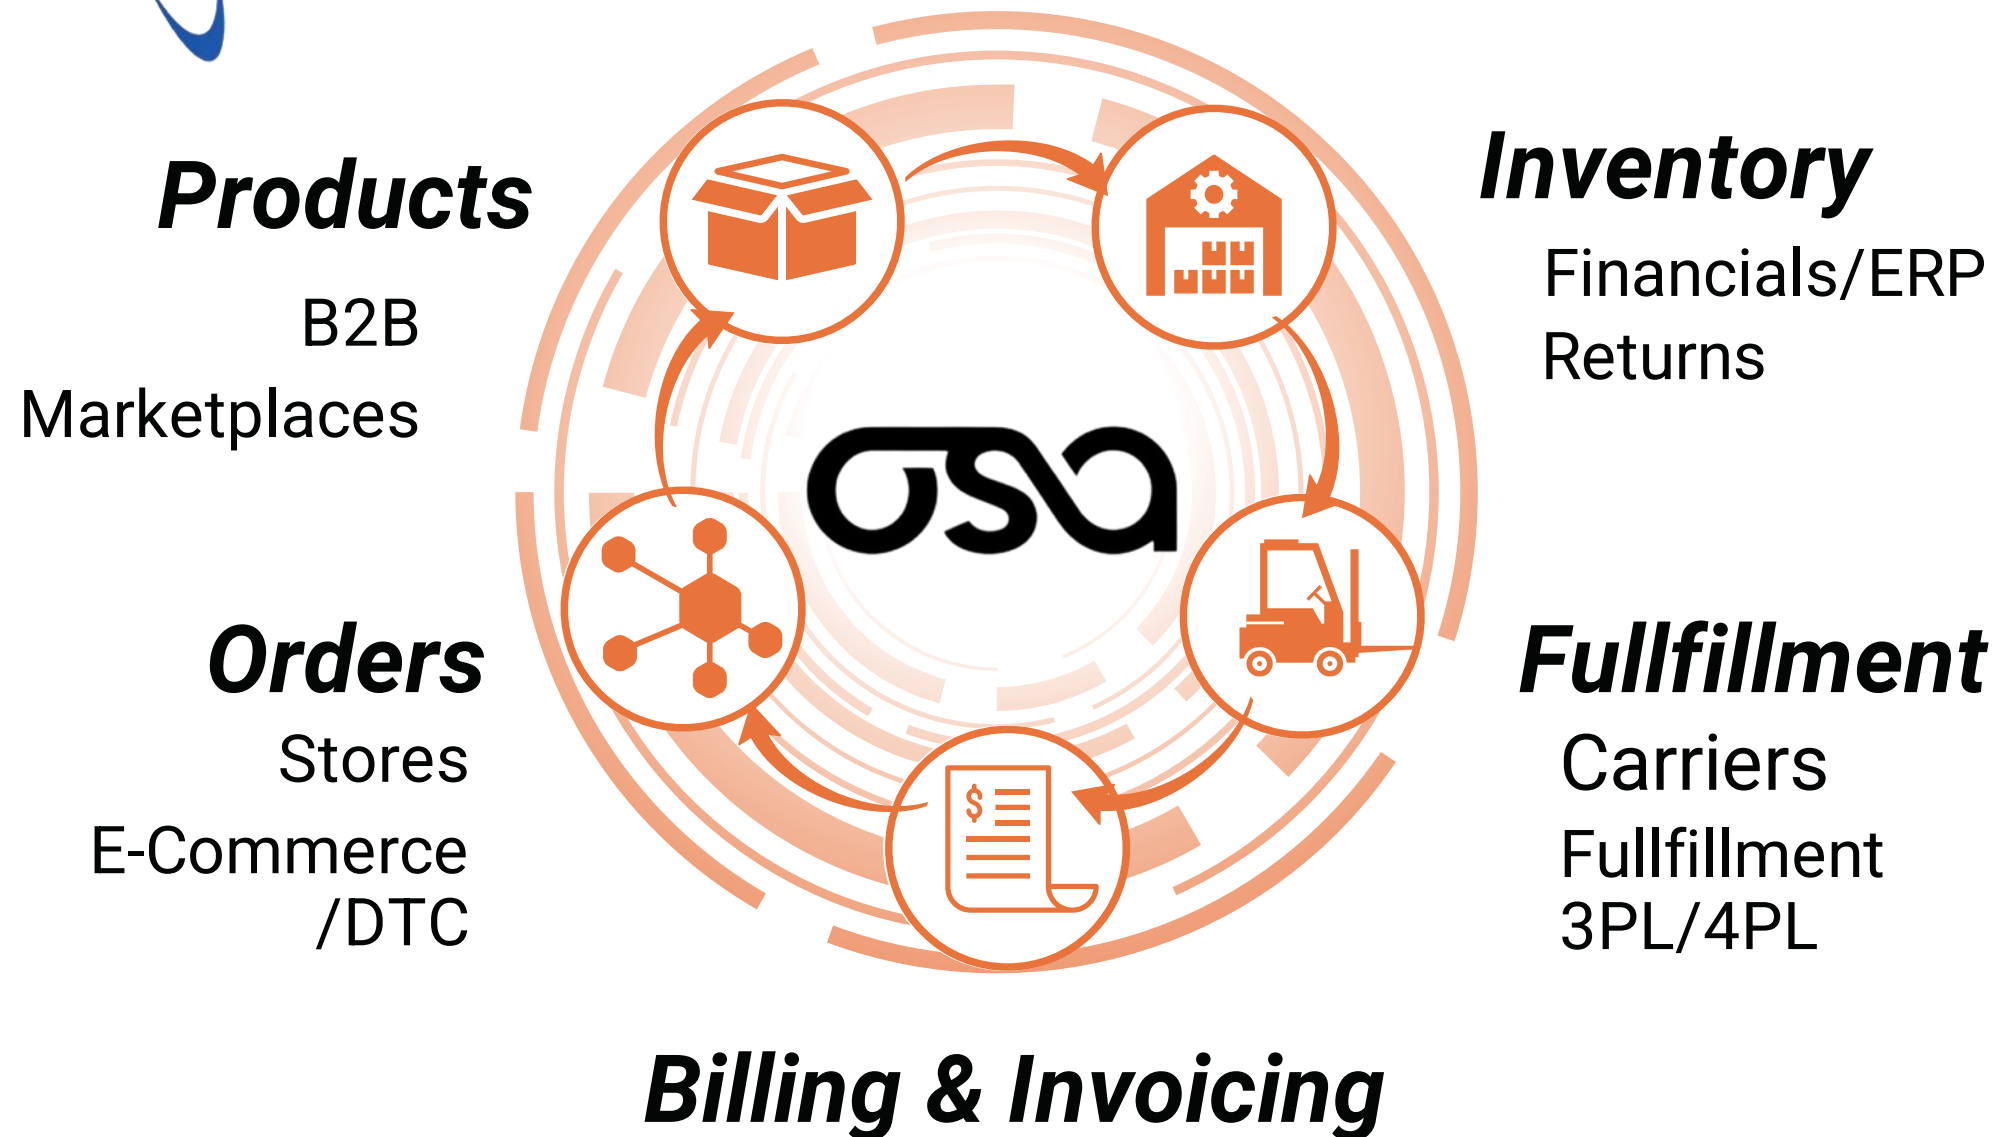 Products
B2B
Marketplaces
Inventory
Financials/ERP
Returns
osa
$
Orders
Stores
E-Commerce
/DTC
Fullfillment
Carriers
Fullfillment
3PL/4PL
Billing & Invoicing